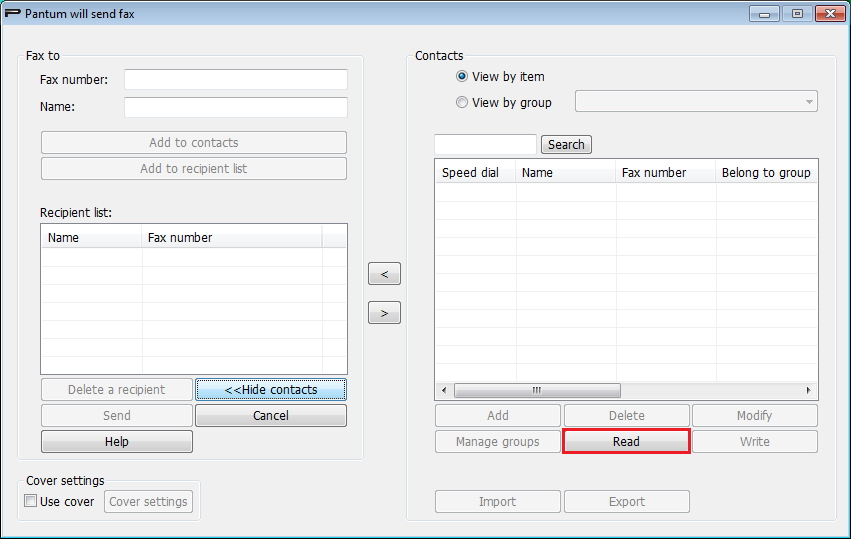 Pantum will send fax
Fax to
Fax number:
Name:
Add to contacts
Add to recipient list
Recipient list:
Name Fax number
Delete a recipient <<Hide contacts
Send Cancel
Help
Cover settings
Use cover Cover settings
Contacts
View by item
View by group
Search
Speed dial Name Fax number Belong to group
<
>
Add Delete Modify
Manage groups Read Write
Import Export